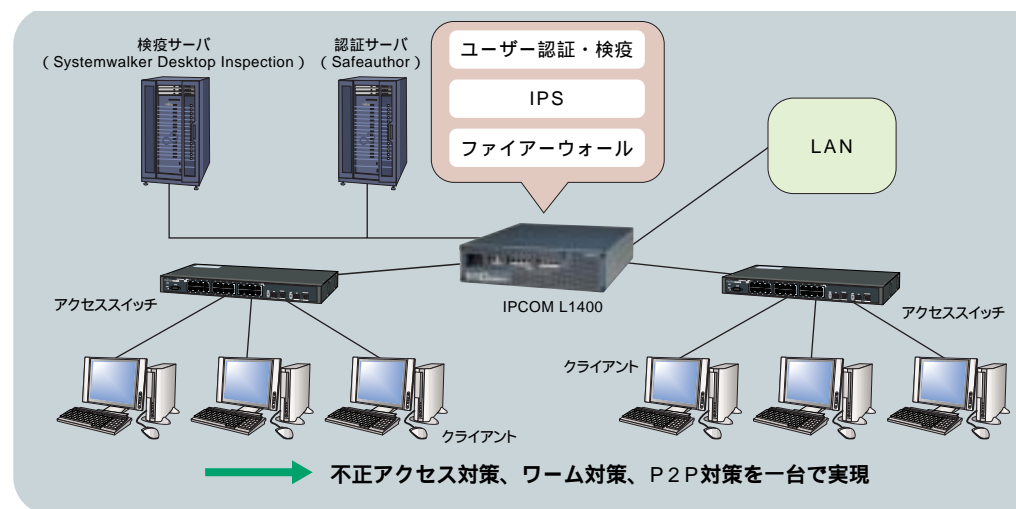 検疫サーバ
（Systemwalker Desktop Inspection）
認証サーバ
（Safeauthor）
ユーザー認証・検疫
IPS
ファイアーウォール
LAN
IPCOM L1400
アクセススイッチ
アクセススイッチ
クライアント
クライアント
不正アクセス対策、ワーム対策、P2P対策を一台で実現